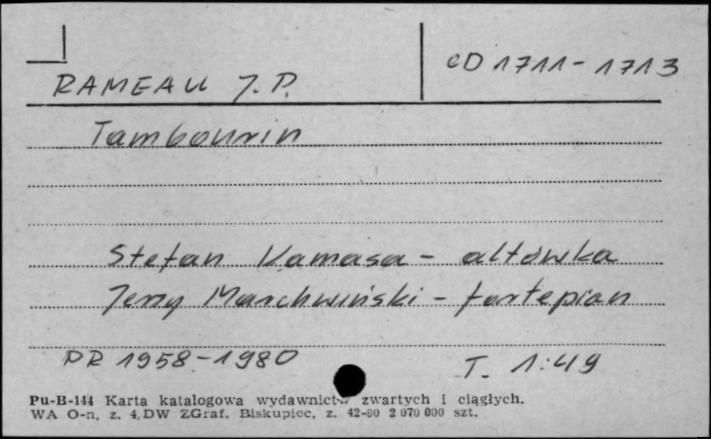 CD 1711-1713
RAMEAU J.P.
Tambourin
Stefan Kamasa - altówka
Jerzy Marchwiński - fortepian
PR 1958-1980 T. 1:49
Pu-B-144 Karta katalogowa wydawnictw zwartych i ciągłych.
WA O-n, z. 4, DW ZGraf. Biskupiec, z. 42-80 2 070 000 szt.